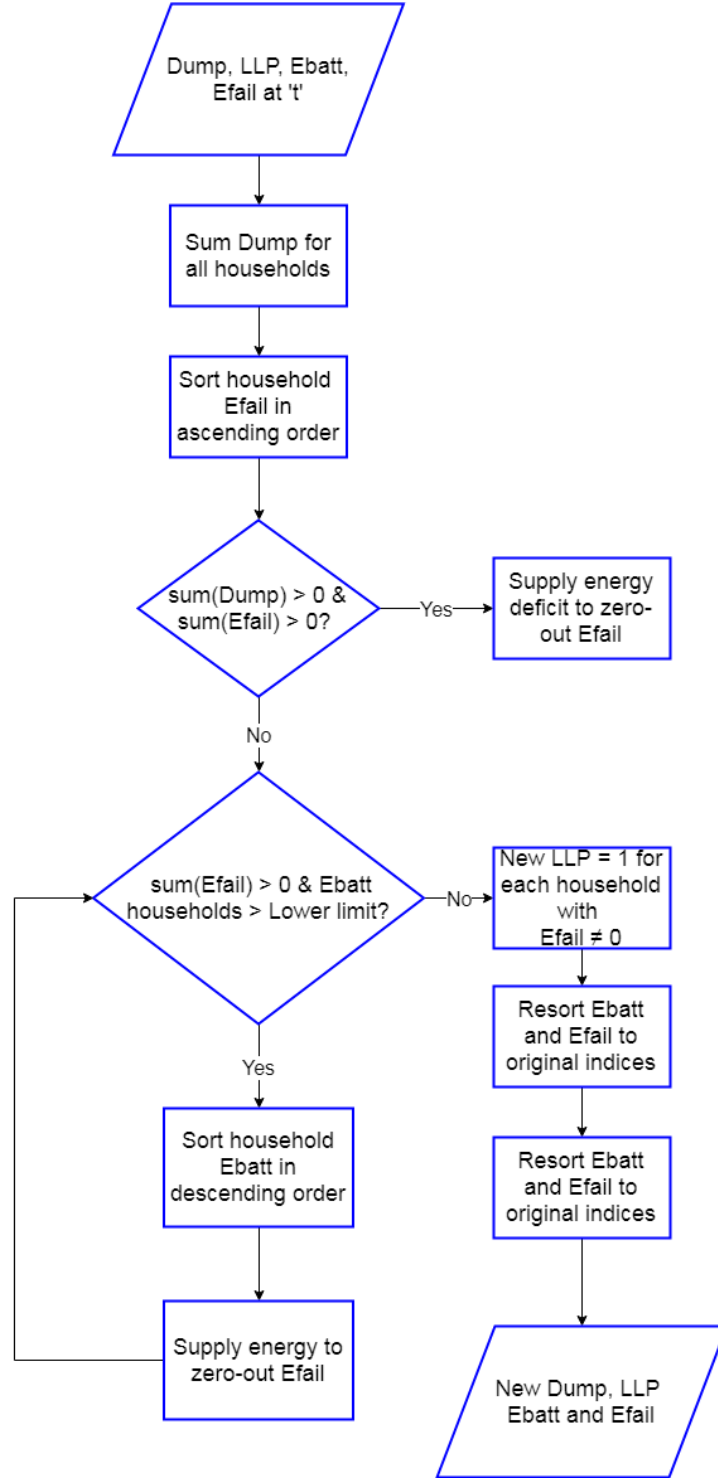 Dump, LLP, Ebatt,
Efail at 't'
Sum Dump for
all households
Sort household
Efail in
ascending order
sum(Dump) > 0 &
sum(Efail) > 0?
Yes
Supply energy
deficit to zero-
out Efail
No
sum(Efail) > 0 & Ebatt
households > Lower limit?
No
New LLP = 1 for
each household
with
Efail ≠ 0
Resort Ebatt
and Efail to
original indices
Yes
Sort household
Ebatt in
descending order
Resort Ebatt
and Efail to
original indices
Supply energy to
zero-out Efail
New Dump, LLP
Ebatt and Efail